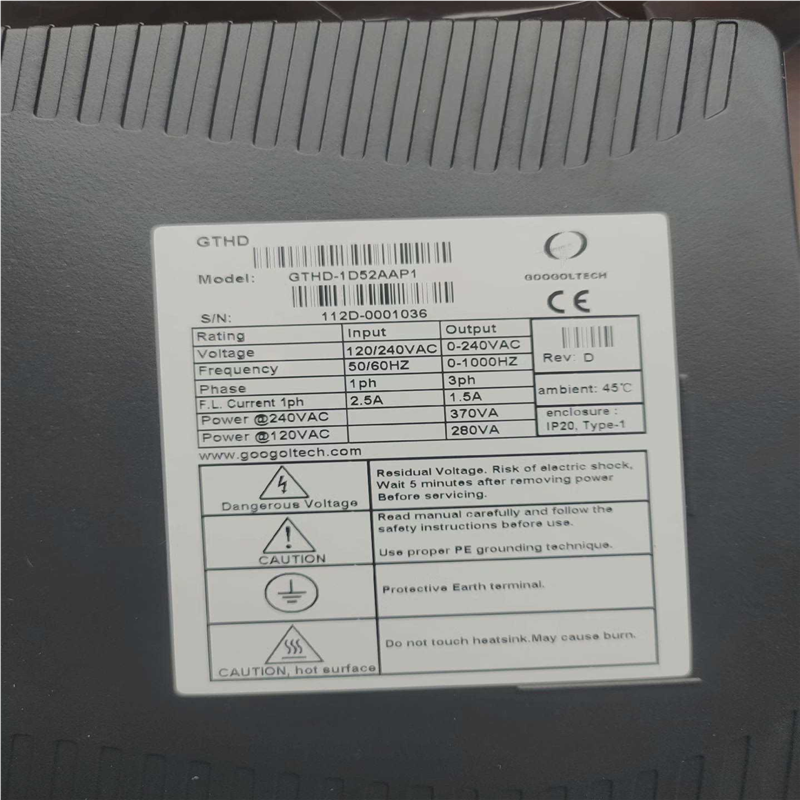 GTHD
Model: GTHD-1D52AAP1
S/N: 112D-0001036
GOOGOLTECH
CE
Rating Input Output
Voltage 120/240VAC 0-240VAC
Frequency 50/60HZ 0-1000HZ
Phase 1ph 3ph
F.L. Current 1ph 2.5A 1.5A
Power @240VAC 370VA
Power @120VAC 280VA
Rev: D
ambient: 45℃
enclosure :
IP20, Type-1
www.googoltech.com
Dangerous Voltage
Residual Voltage. Risk of electric shock.
Wait 5 minutes after removing power
Before servicing.
CAUTION
Read manual carefully and follow the
safety instructions before use.
Use proper PE grounding technique.
Protective Earth terminal.
CAUTION, hot surface
Do not touch heatsink.May cause burn.